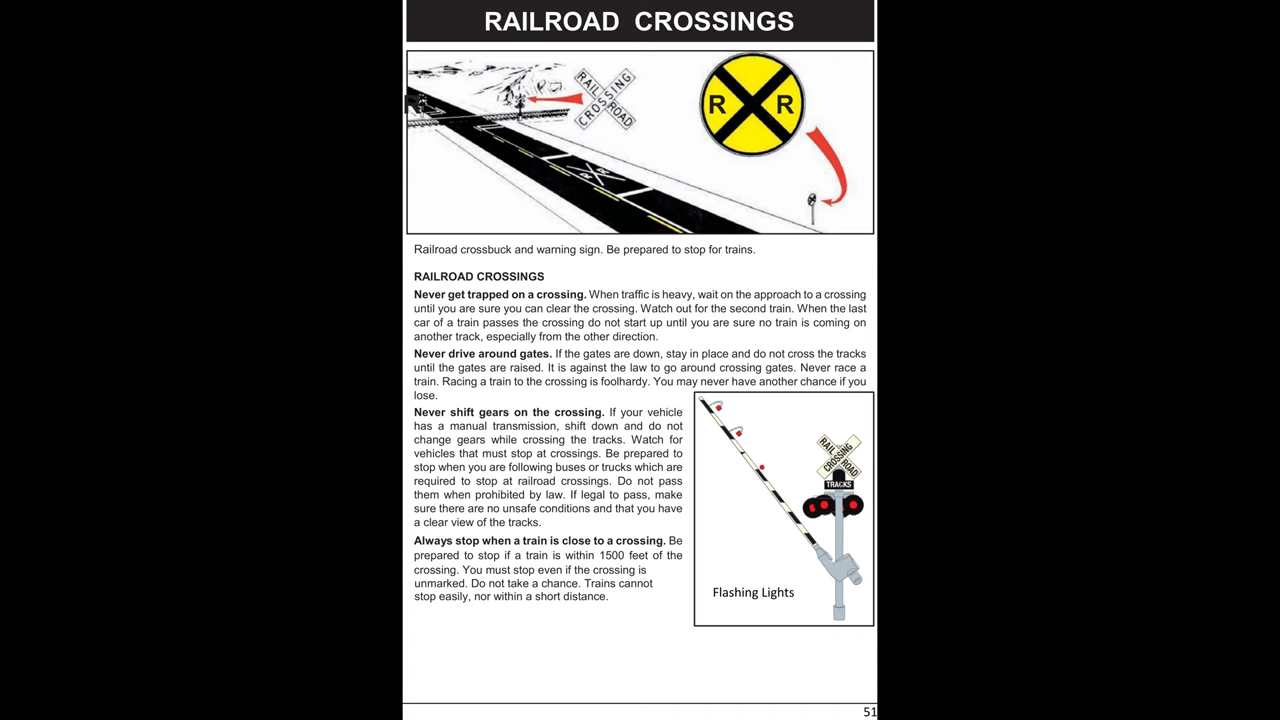 RAILROAD CROSSINGS
RAIL ROAD
CROSSING
R R
R R
Railroad crossbuck and warning sign. Be prepared to stop for trains.
RAILROAD CROSSINGS
Never get trapped on a crossing. When traffic is heavy, wait on the approach to a crossing
until you are sure you can clear the crossing. Watch out for the second train. When the last
car of a train passes the crossing do not start up until you are sure no train is coming on
another track, especially from the other direction.
Never drive around gates. If the gates are down, stay in place and do not cross the tracks
until the gates are raised. It is against the law to go around crossing gates. Never race a
train. Racing a train to the crossing is foolhardy. You may never have another chance if you
lose.
Never shift gears on the crossing. If your vehicle
has a manual transmission, shift down and do not
change gears while crossing the tracks. Watch for
vehicles that must stop at crossings. Be prepared to
stop when you are following buses or trucks which are
required to stop at railroad crossings. Do not pass
them when prohibited by law. If legal to pass, make
sure there are no unsafe conditions and that you have
a clear view of the tracks.
Always stop when a train is close to a crossing. Be
prepared to stop if a train is within 1500 feet of the
crossing. You must stop even if the crossing is
unmarked. Do not take a chance. Trains cannot
stop easily, nor within a short distance.
RAIL ROAD
CROSSING
TRACKS
Flashing Lights
51